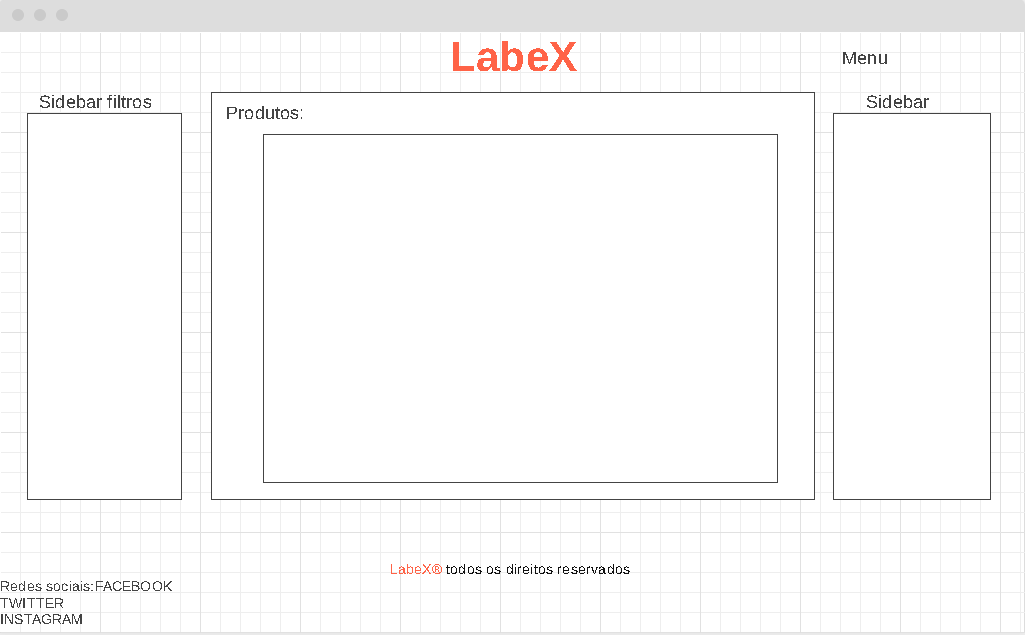 LabeX
Menu
Sidebar filtros
Produtos:
Sidebar
LabeX® todos os direitos reservados
Redes sociais:FACEBOOK
TWITTER
INSTAGRAM